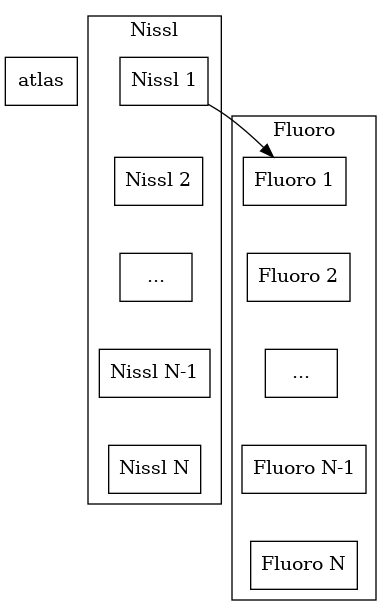 Nissl
atlas
Nissl 1
Fluoro
Nissl 2
Fluoro 1
...
Fluoro 2
Nissl N-1
...
Nissl N
Fluoro N-1
Fluoro N